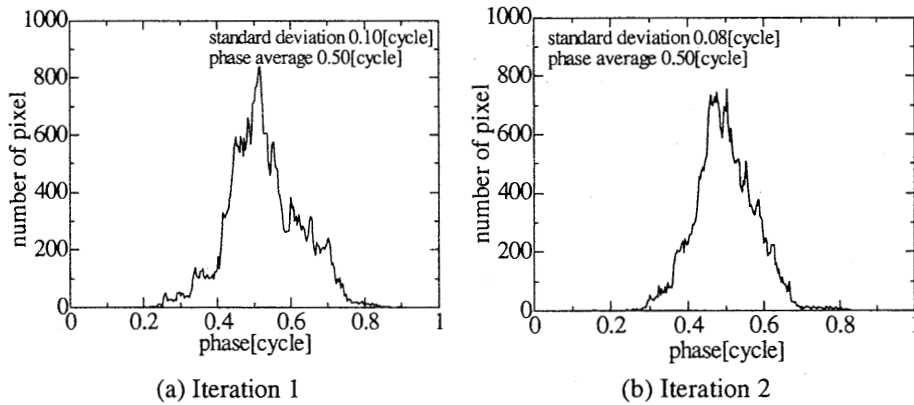 1000
800
600
400
200
0
number of pixel
standard deviation 0.10[cycle]
phase average 0.50[cycle]
0 0.2 0.4 0.6 0.8 1
phase[cycle]
(a) Iteration 1
1000
800
600
400
200
0
number of pixel
standard deviation 0.08[cycle]
phase average 0.50[cycle]
0 0.2 0.4 0.6 0.8
phase[cycle]
(b) Iteration 2